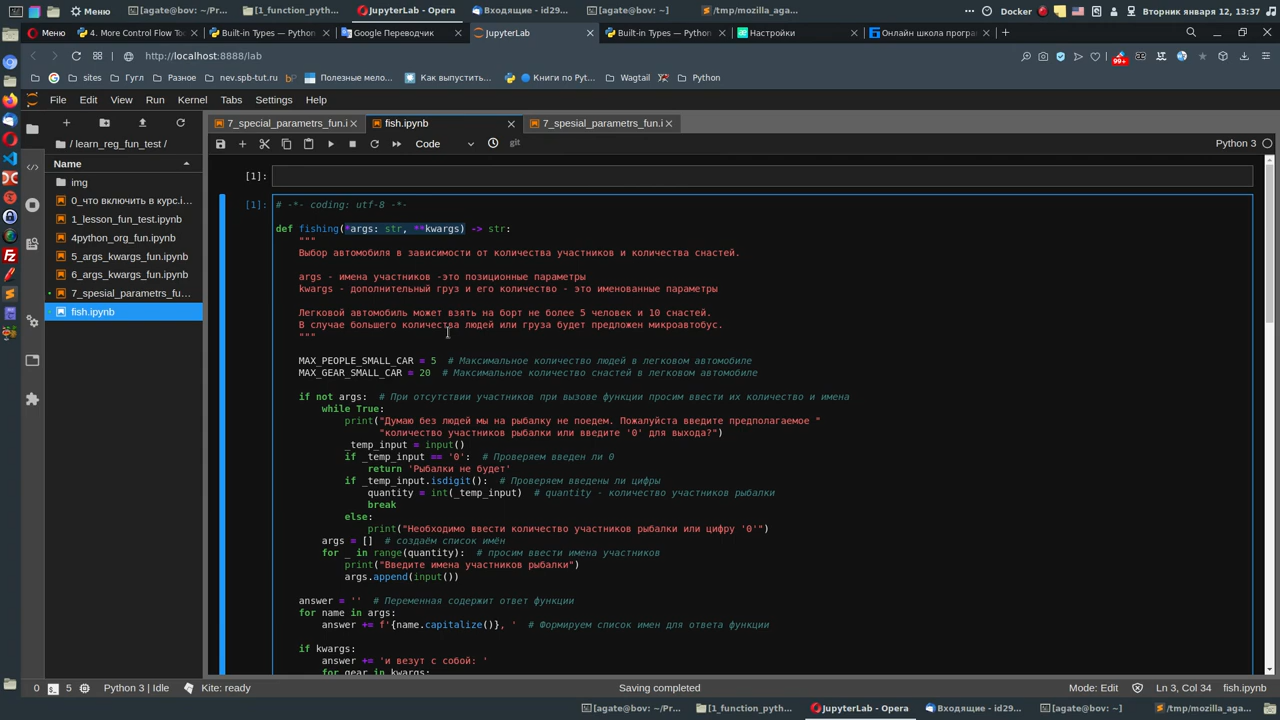 Меню
[agate@bov: ~/Pr...
[1_function_pyth...
JupyterLab - Opera
Входящие - id29...
[agate@bov: ~]
/tmp/mozilla_aga...
Docker
Вторник января 12, 13:37
Меню
4. More Control Flow To
Built-in Types — Python
Google Переводчик
JupyterLab
Built-in Types — Python
Настройки
Онлайн школа програ
http://localhost:8888/lab
99+
sites
Гугл
Разное
nev.spb-tut.ru
Полезные мело...
Как выпустить...
Книги по Pyt...
Wagtail
Python
File Edit View Run Kernel Tabs Settings Help
/ learn_reg_fun_test /
Name
img
0_что включить в курс.i...
1_lesson_fun_test.ipynb
4python_org_fun.ipynb
5_args_kwargs_fun.ipynb
6_args_kwargs_fun.ipynb
7_spesial_parametrs_fu...
fish.ipynb
7_special_parametrs_fun.i
fish.ipynb
7_spesial_parametrs_fun.i
Code
git
Python 3
[1]:
[1]:
# -*- coding: utf-8 -*-
def fishing(*args: str, **kwargs) -> str:
"""
Выбор автомобиля в зависимости от количества участников и количества снастей.
args - имена участников -это позиционные параметры
kwargs - дополнительный груз и его количество - это именованные параметры
Легковой автомобиль может взять на борт не более 5 человек и 10 снастей.
В случае большего количества людей или груза будет предложен микроавтобус.
"""
MAX_PEOPLE_SMALL_CAR = 5 # Максимальное количество людей в легковом автомобиле
MAX_GEAR_SMALL_CAR = 20 # Максимальное количество снастей в легковом автомобиле
if not args: # При отсутствии участников при вызове функции просим ввести их количество и имена
while True:
print("Думаю без людей мы на рыбалку не поедем. Пожалуйста введите предполагаемое "
"количество участников рыбалки или введите '0' для выхода?")
_temp_input = input()
if _temp_input == '0': # Проверяем введен ли 0
return 'Рыбалки не будет'
if _temp_input.isdigit(): # Проверяем введены ли цифры
quantity = int(_temp_input) # quantity - количество участников рыбалки
break
else:
print("Необходимо ввести количество участников рыбалки или цифру '0'")
args = [] # создаём список имён
for _ in range(quantity): # просим ввести имена участников
print("Введите имена участников рыбалки")
args.append(input())
answer = '' # Переменная содержит ответ функции
for name in args:
answer += f'{name.capitalize()}, ' # Формируем список имен для ответа функции
if kwargs:
answer += 'и везут с собой: '
for gear in kwargs:
0
5
Python 3 | Idle
Kite: ready
Saving completed
Mode: Edit
Ln 3, Col 34
fish.ipynb
[agate@bov: ~/Pr...
[1_function_pyth...
JupyterLab - Opera
Входящие - id29...
[agate@bov: ~]
/tmp/mozilla_aga...